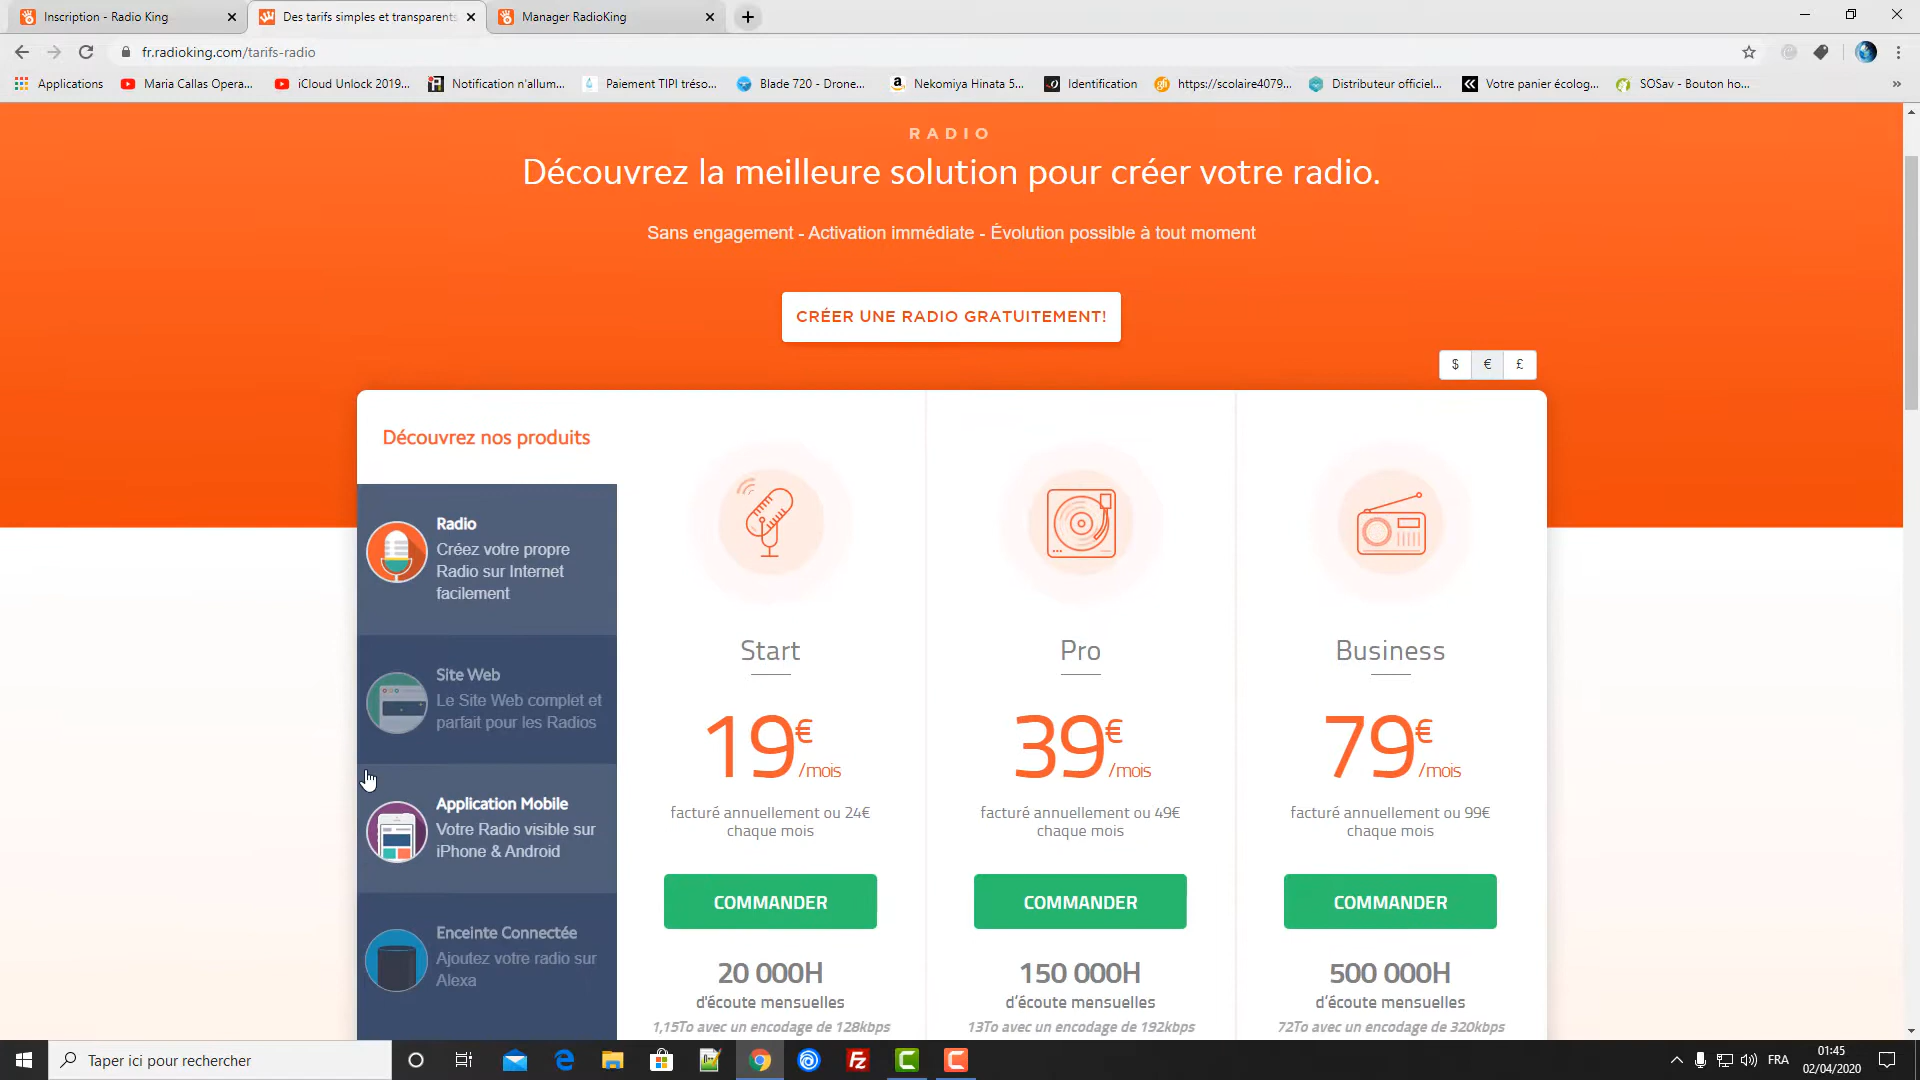 Inscription - Radio King
Des tarifs simples et transparents
Manager RadioKing
fr.radioking.com/tarifs-radio
Applications
Maria Callas Opera...
iCloud Unlock 2019...
Notification n'allum...
Paiement TIPI tréso...
Blade 720 - Drone...
Nekomiya Hinata 5...
Identification
https://scolaire4079...
Distributeur officiel...
Votre panier écolog...
SOSav - Bouton ho...
»
RADIO
Découvrez la meilleure solution pour créer votre radio.
Sans engagement - Activation immédiate - Évolution possible à tout moment
CRÉER UNE RADIO GRATUITEMENT!
$ € £
Découvrez nos produits
Radio
Créez votre propre
Radio sur Internet
facilement
Site Web
Le Site Web complet et
parfait pour les Radios
Application Mobile
Votre Radio visible sur
iPhone & Android
Enceinte Connectée
Ajoutez votre radio sur
Alexa
Start
19€
/mois
facturé annuellement ou 24€
chaque mois
COMMANDER
20 000H
d'écoute mensuelles
1,15To avec un encodage de 128kbps
Pro
39€
/mois
facturé annuellement ou 49€
chaque mois
COMMANDER
150 000H
d'écoute mensuelles
13To avec un encodage de 192kbps
Business
79€
/mois
facturé annuellement ou 99€
chaque mois
COMMANDER
500 000H
d'écoute mensuelles
72To avec un encodage de 320kbps
Taper ici pour rechercher
FRA
01:45
02/04/2020